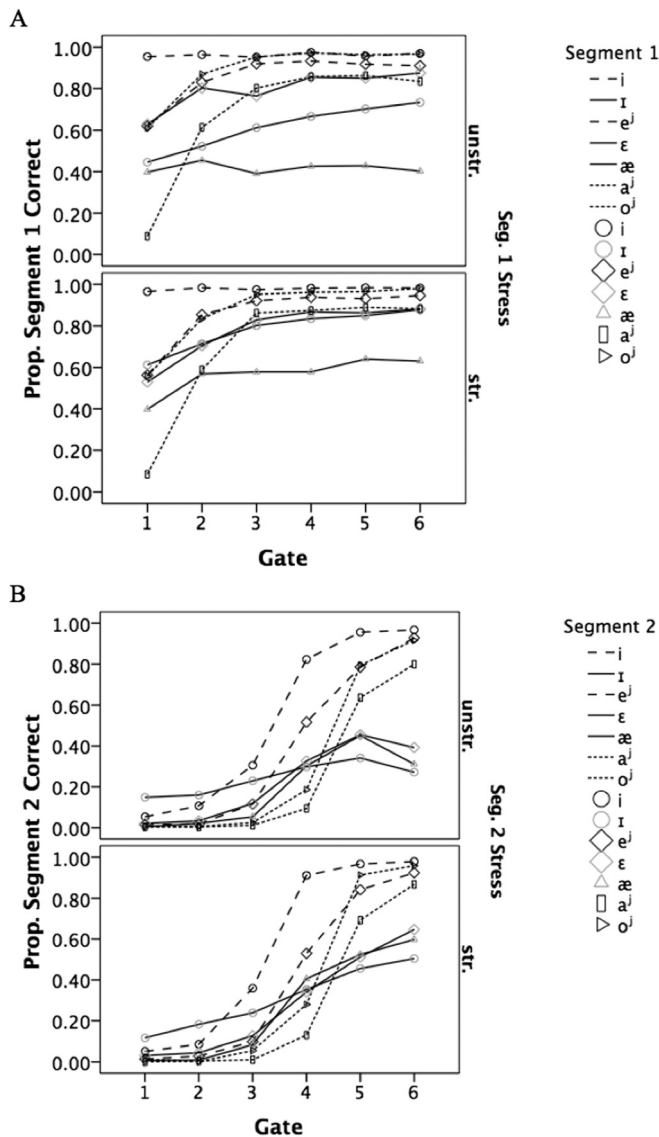 A
Prop. Segment 1 Correct
1.00
0.80
0.60
0.40
0.20
0.00
unstr.
1.00
0.80
0.60
0.40
0.20
0.00
str.
Seg. 1 Stress
1 2 3 4 5 6
Gate
Segment 1
i
ɪ
eʲ
ɛ
æ
aʲ
oʲ
i
ɪ
eʲ
ɛ
æ
aʲ
oʲ
B
Prop. Segment 2 Correct
1.00
0.80
0.60
0.40
0.20
0.00
unstr.
1.00
0.80
0.60
0.40
0.20
0.00
str.
Seg. 2 Stress
1 2 3 4 5 6
Gate
Segment 2
i
ɪ
eʲ
ɛ
æ
aʲ
oʲ
i
ɪ
eʲ
ɛ
æ
aʲ
oʲ